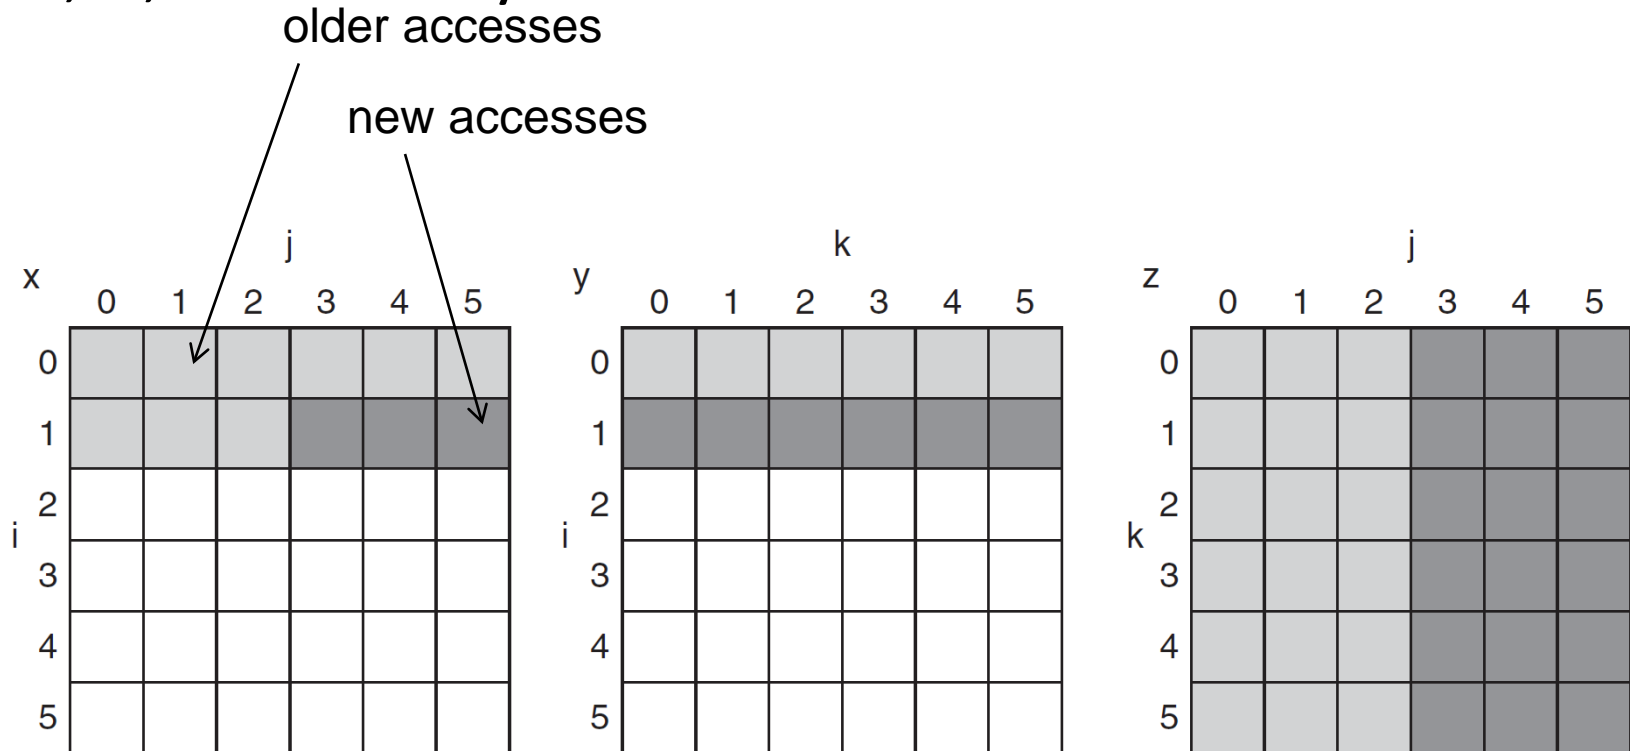 older accesses
new accesses
j k j
x y z
0 1 2 3 4 5 0 1 2 3 4 5 0 1 2 3 4 5
0 0 0
1 1 1
2 2 2
i i k
3 3 3
4 4 4
5 5 5